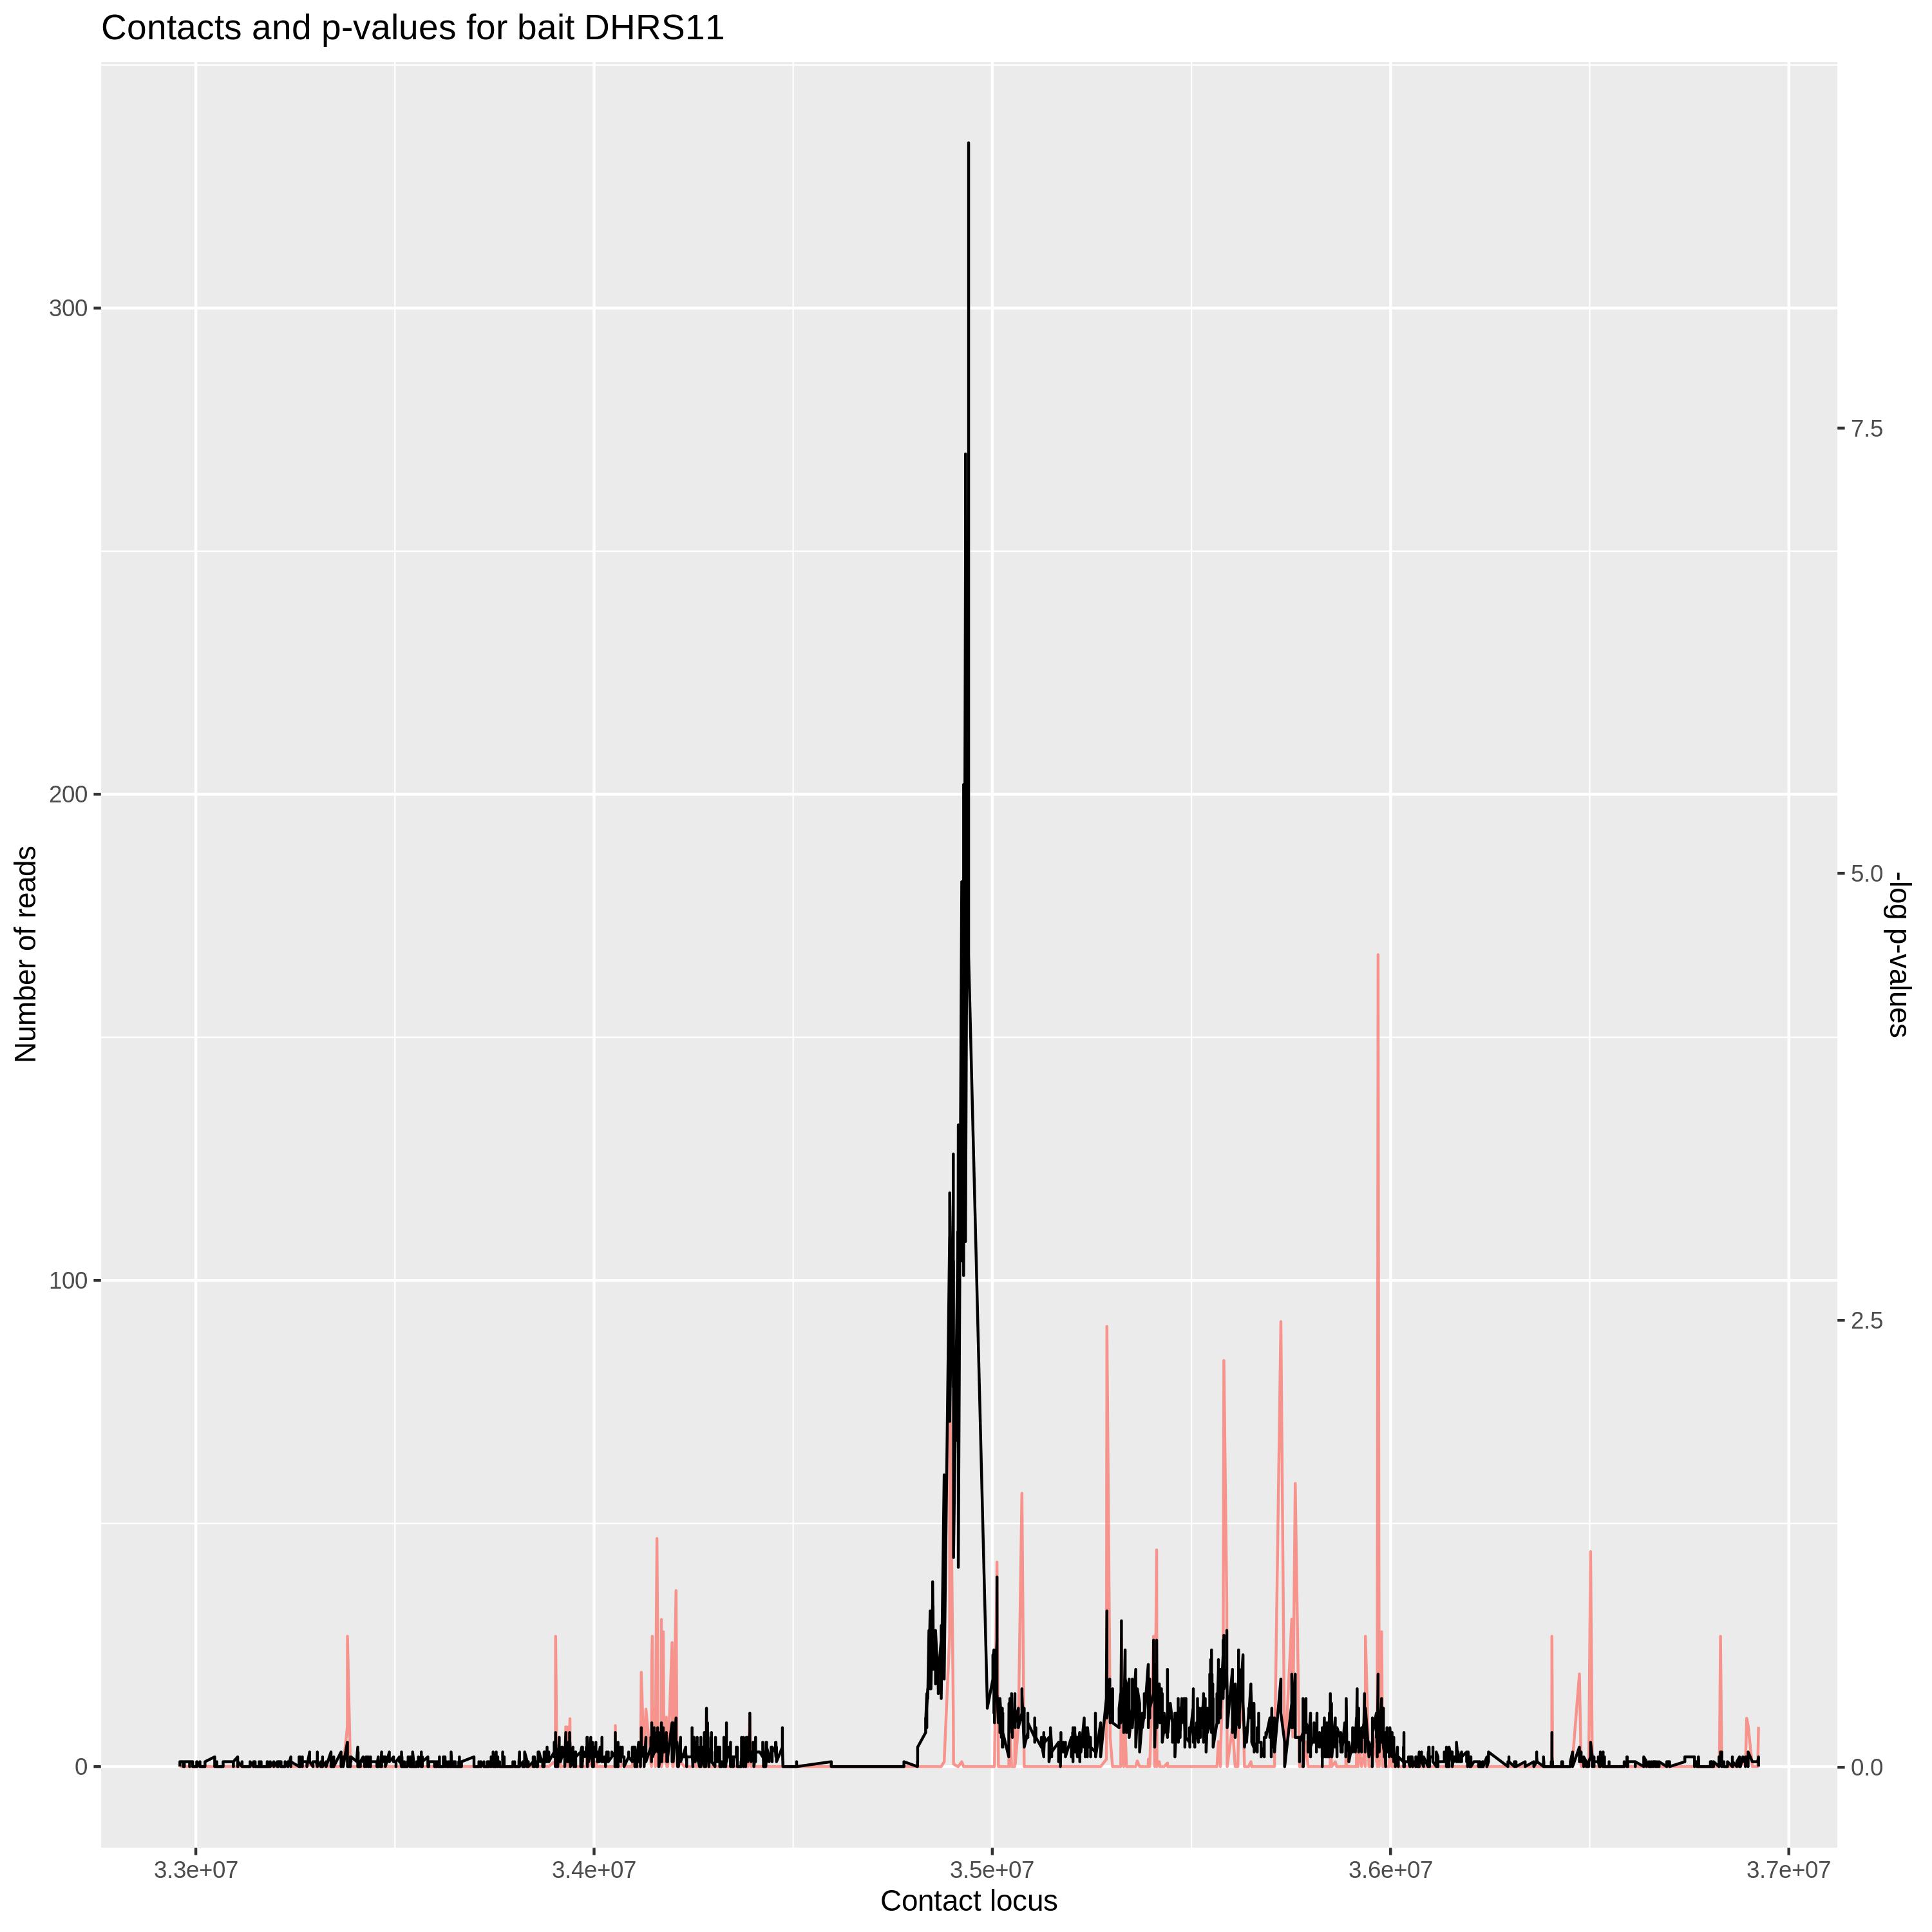 Contacts and p-values for bait DHRS11
300
200
100
0
Number of reads
7.5
5.0
2.5
0.0
-log p-values
3.3e+07
3.4e+07
3.5e+07
3.6e+07
3.7e+07
Contact locus